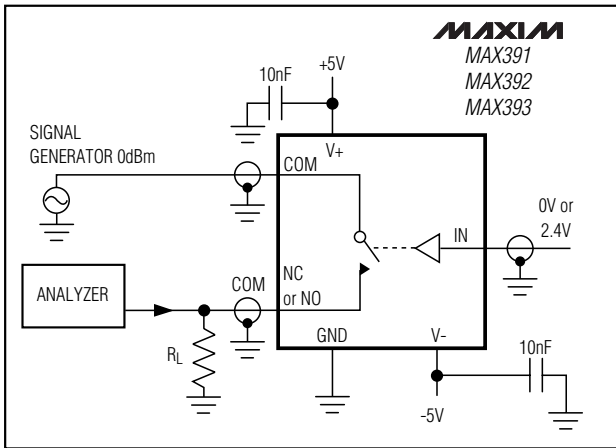 MAXIM
MAX391
MAX392
MAX393
+5V
10nF
SIGNAL
GENERATOR 0dBm
V+
COM
0V or
2.4V
IN
COM
NC
or NO
ANALYZER
RL
GND
V-
10nF
-5V